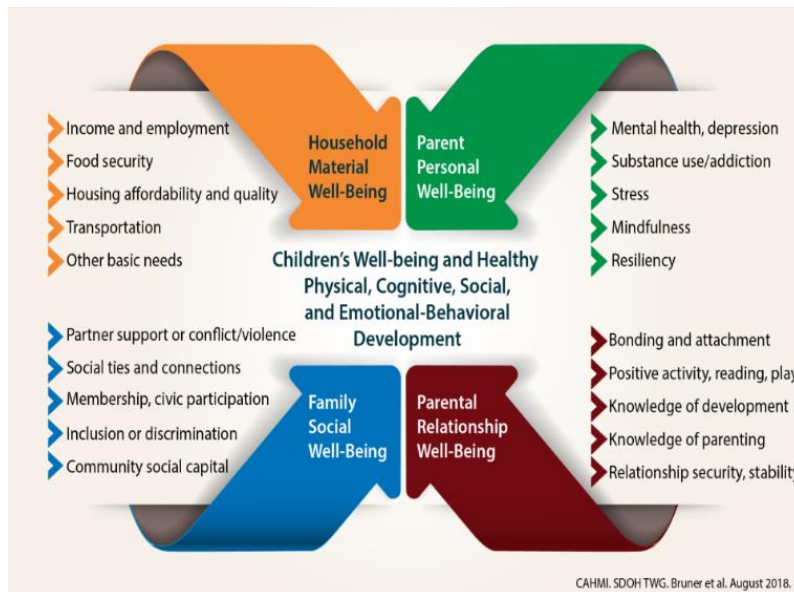 Household
Material
Well-Being
Parent
Personal
Well-Being
Income and employment
Food security
Housing affordability and quality
Transportation
Other basic needs
Mental health, depression
Substance use/addiction
Stress
Mindfulness
Resiliency
Children's Well-being and Healthy
Physical, Cognitive, Social,
and Emotional-Behavioral
Development
Partner support or conflict/violence
Social ties and connections
Membership, civic participation
Inclusion or discrimination
Community social capital
Family
Social
Well-Being
Parental
Relationship
Well-Being
Bonding and attachment
Positive activity, reading, play
Knowledge of development
Knowledge of parenting
Relationship security, stability
CAHMI. SDOH TWG. Bruner et al. August 2018.